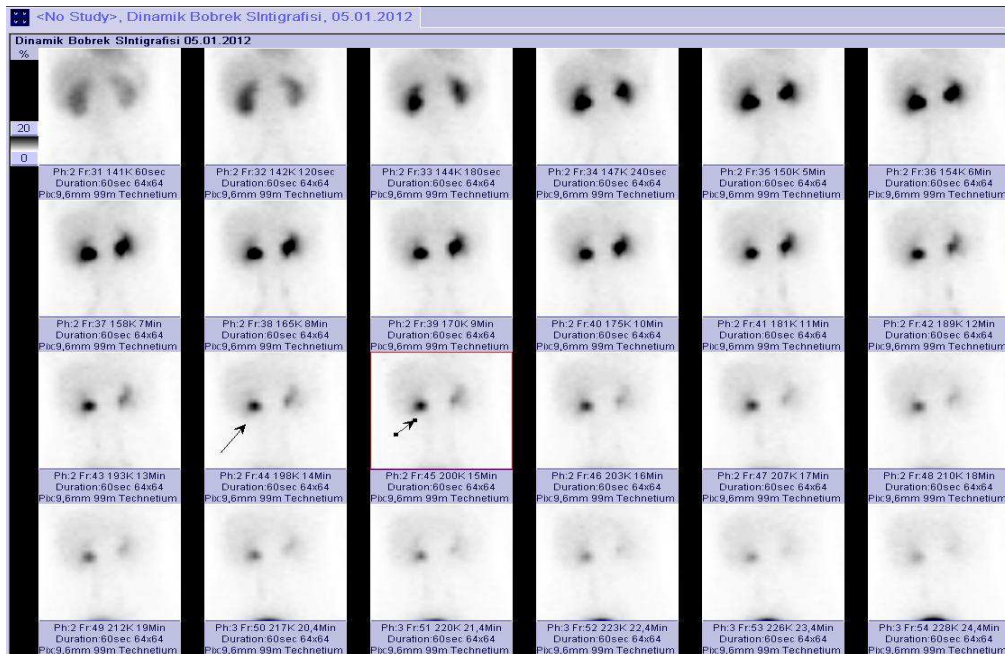 <No Study>, Dinamik Bobrek SIntigrafisi, 05.01.2012
Dinamik Bobrek SIntigrafisi 05.01.2012
%
20
0
Ph:2 Fr:31 141K 60sec
Duration:60sec 64x64
Pix:9,6mm 99m Technetium
Ph:2 Fr:32 142K 120sec
Duration:60sec 64x64
Pix:9,6mm 99m Technetium
Ph:2 Fr:33 144K 180sec
Duration:60sec 64x64
Pix:9,6mm 99m Technetium
Ph:2 Fr:34 147K 240sec
Duration:60sec 64x64
Pix:9,6mm 99m Technetium
Ph:2 Fr:35 150K 5Min
Duration:60sec 64x64
Pix:9,6mm 99m Technetium
Ph:2 Fr:36 154K 6Min
Duration:60sec 64x64
Pix:9,6mm 99m Technetium
Ph:2 Fr:37 158K 7Min
Duration:60sec 64x64
Pix:9,6mm 99m Technetium
Ph:2 Fr:38 165K 8Min
Duration:60sec 64x64
Pix:9,6mm 99m Technetium
Ph:2 Fr:39 170K 9Min
Duration:60sec 64x64
Pix:9,6mm 99m Technetium
Ph:2 Fr:40 175K 10Min
Duration:60sec 64x64
Pix:9,6mm 99m Technetium
Ph:2 Fr:41 181K 11Min
Duration:60sec 64x64
Pix:9,6mm 99m Technetium
Ph:2 Fr:42 189K 12Min
Duration:60sec 64x64
Pix:9,6mm 99m Technetium
Ph:2 Fr:43 193K 13Min
Duration:60sec 64x64
Pix:9,6mm 99m Technetium
Ph:2 Fr:44 198K 14Min
Duration:60sec 64x64
Pix:9,6mm 99m Technetium
Ph:2 Fr:45 200K 15Min
Duration:60sec 64x64
Pix:9,6mm 99m Technetium
Ph:2 Fr:46 203K 16Min
Duration:60sec 64x64
Pix:9,6mm 99m Technetium
Ph:2 Fr:47 207K 17Min
Duration:60sec 64x64
Pix:9,6mm 99m Technetium
Ph:2 Fr:48 210K 18Min
Duration:60sec 64x64
Pix:9,6mm 99m Technetium
Ph:2 Fr:49 212K 19Min
Duration:60sec 64x64
Pix:9,6mm 99m Technetium
Ph:3 Fr:50 217K 20,4Min
Duration:60sec 64x64
Pix:9,6mm 99m Technetium
Ph:3 Fr:51 220K 21,4Min
Duration:60sec 64x64
Pix:9,6mm 99m Technetium
Ph:3 Fr:52 223K 22,4Min
Duration:60sec 64x64
Pix:9,6mm 99m Technetium
Ph:3 Fr:53 226K 23,4Min
Duration:60sec 64x64
Pix:9,6mm 99m Technetium
Ph:3 Fr:54 228K 24,4Min
Duration:60sec 64x64
Pix:9,6mm 99m Technetium